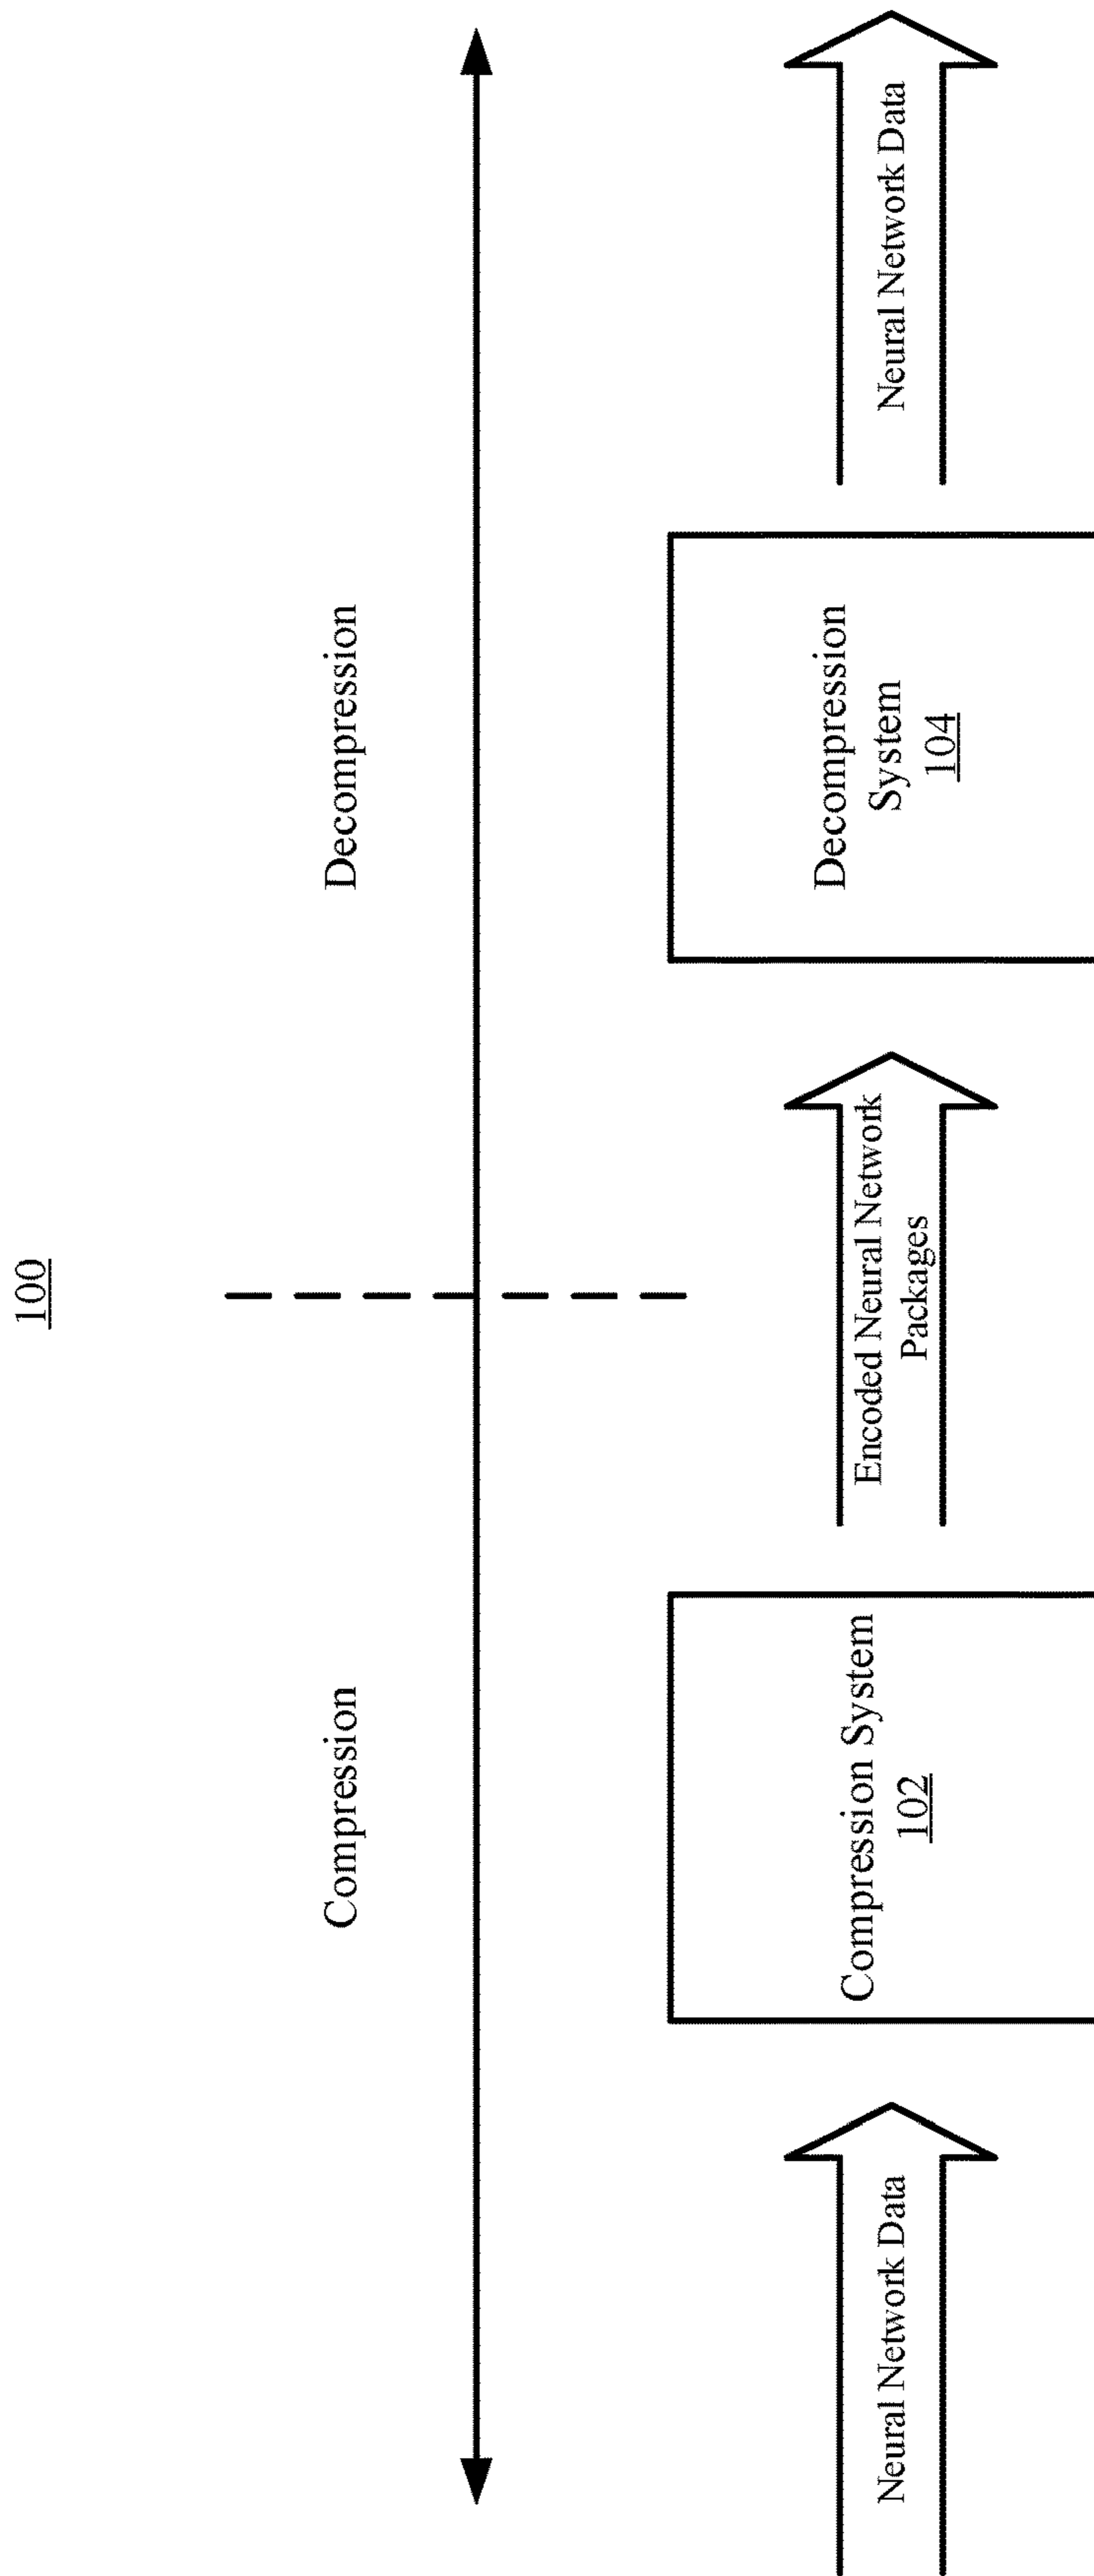 100
Compression
Decompression
Neural Network Data
Compression System
102
Encoded Neural Network
Packages
Decompression
System
104
Neural Network Data